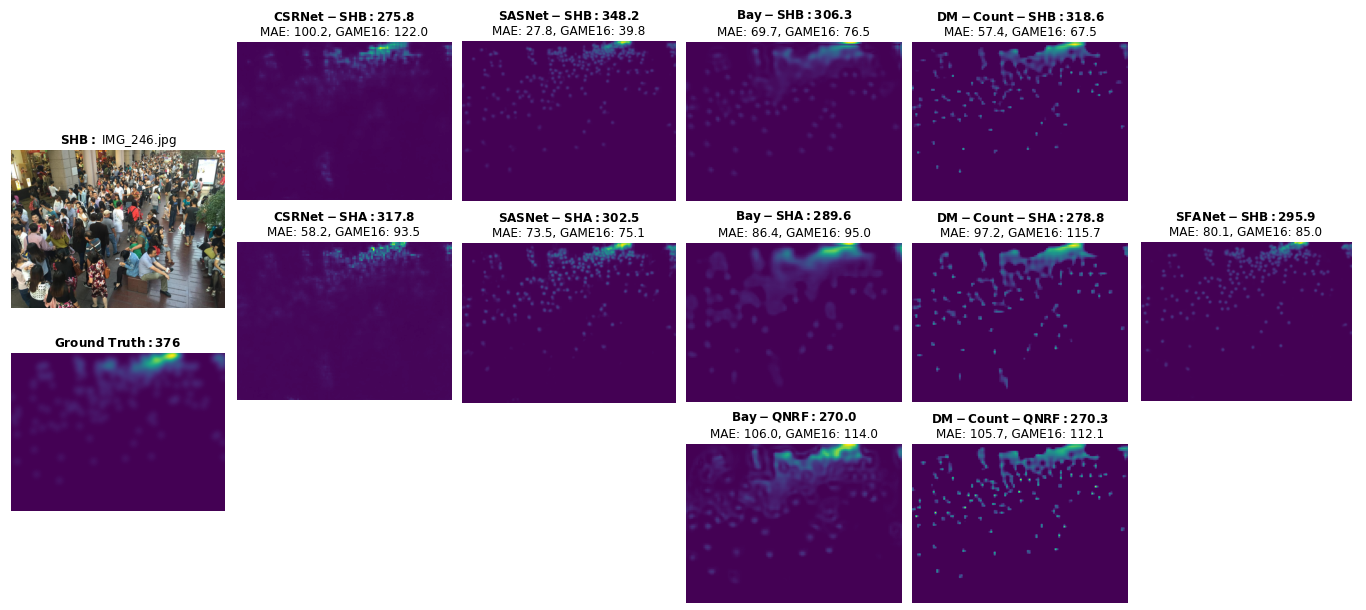 CSRNet − SHB : 275.8
MAE: 100.2, GAME16: 122.0
SASNet − SHB : 348.2
MAE: 27.8, GAME16: 39.8
Bay − SHB : 306.3
MAE: 69.7, GAME16: 76.5
DM − Count − SHB : 318.6
MAE: 57.4, GAME16: 67.5
SHB : IMG_246.jpg
CSRNet − SHA : 317.8
MAE: 58.2, GAME16: 93.5
SASNet − SHA : 302.5
MAE: 73.5, GAME16: 75.1
Bay − SHA : 289.6
MAE: 86.4, GAME16: 95.0
DM − Count − SHA : 278.8
MAE: 97.2, GAME16: 115.7
SFANet − SHB : 295.9
MAE: 80.1, GAME16: 85.0
Ground Truth : 376
Bay − QNRF : 270.0
MAE: 106.0, GAME16: 114.0
DM − Count − QNRF : 270.3
MAE: 105.7, GAME16: 112.1